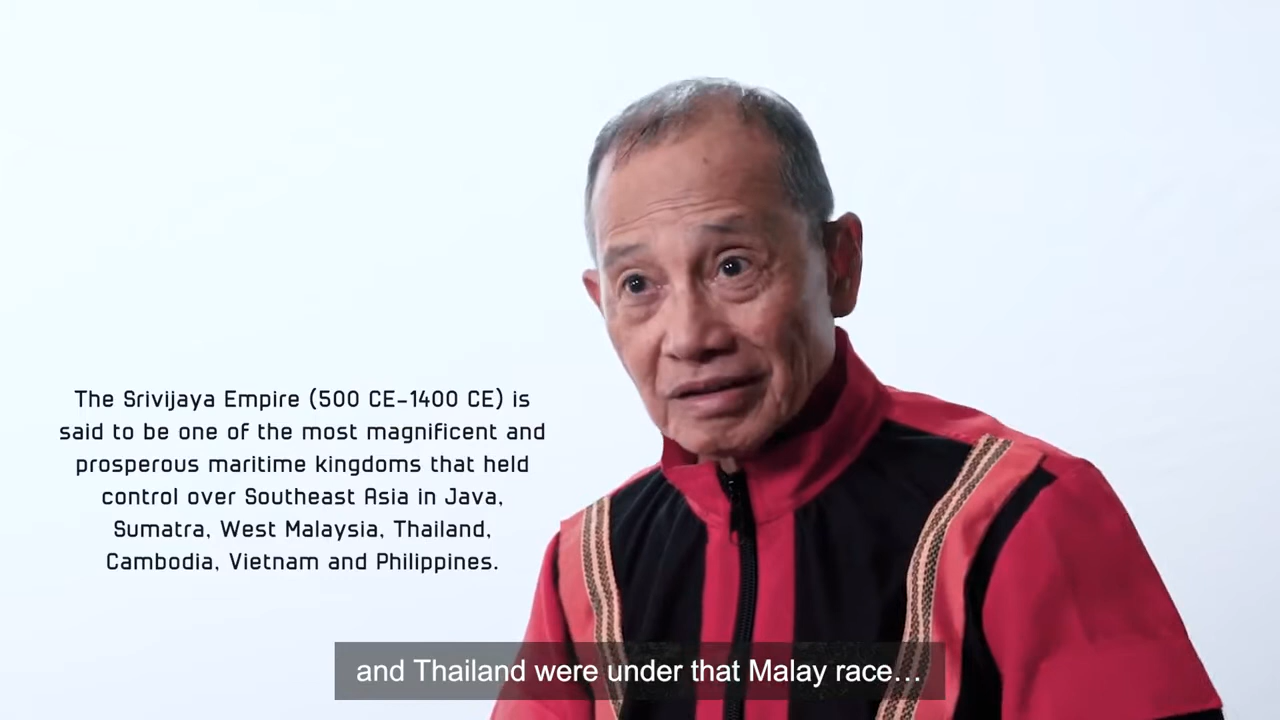 The Srivijaya Empire (500 CE–1400 CE) is
said to be one of the most magnificent and
prosperous maritime kingdoms that held
control over Southeast Asia in Java,
Sumatra, West Malaysia, Thailand,
Cambodia, Vietnam and Philippines.
and Thailand were under that Malay race…